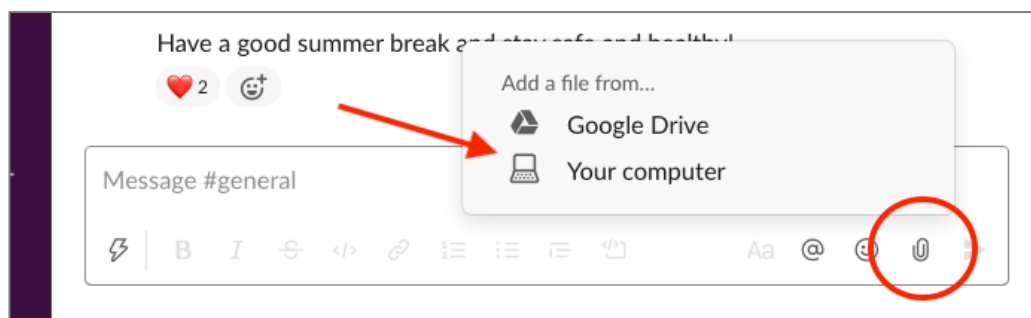 Have a good summer break and stay safe and healthy!
2
Add a file from...
Google Drive
Your computer
Message #general
B I S </>
Aa @